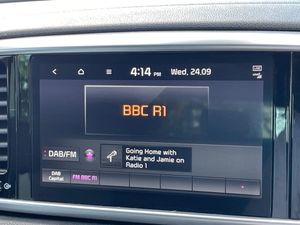 4:14 PM
Wed, 24.09
BBC R1
DAB/FM
Going Home with
Katie and Jamie on
Radio 1
DAB
Capital
FM BBC R1